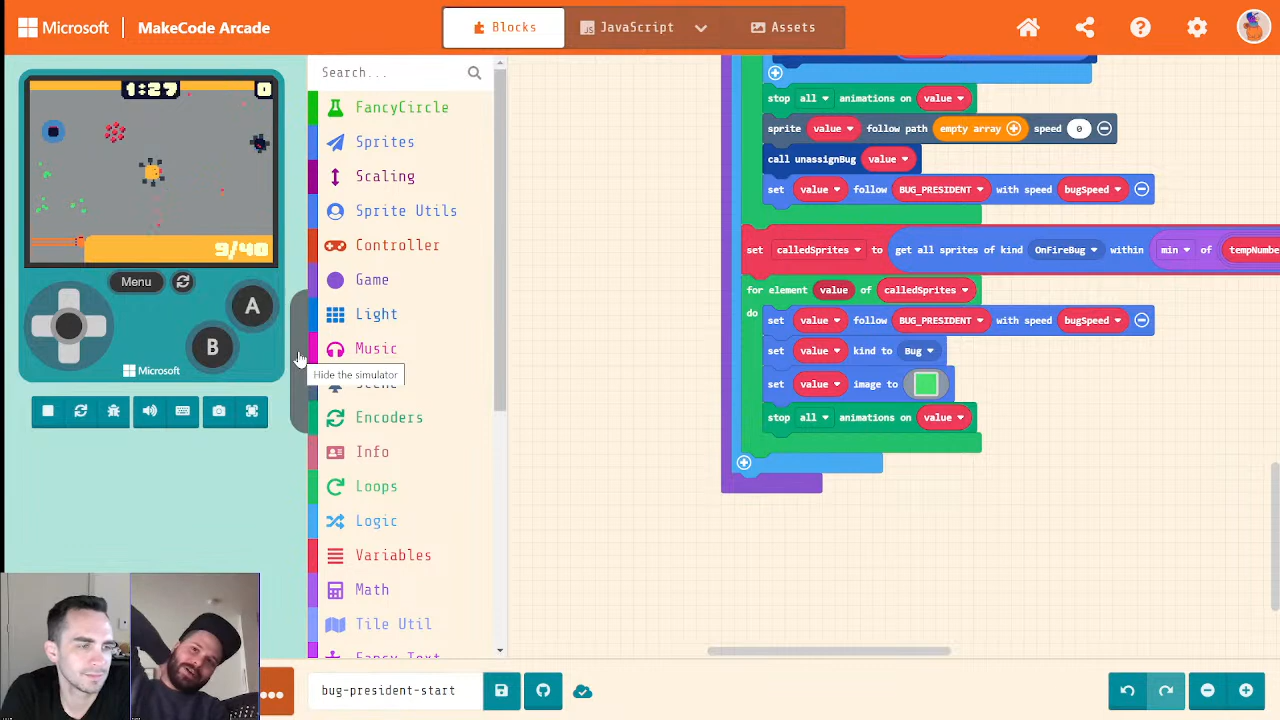 Microsoft | MakeCode Arcade
Blocks
JavaScript
Assets
1:27
0
9/40
Menu
A
B
Microsoft
Hide the simulator
Search...
FancyCircle
Sprites
Scaling
Sprite Utils
Controller
Game
Light
Music
Encoders
Info
Loops
Logic
Variables
Math
Tile Util
stop all animations on value
sprite value follow path empty array speed 0
call unassignBug value
set value follow BUG_PRESIDENT with speed bugSpeed
set calledSprites to get all sprites of kind OnFireBug within min of tempNumbe
for element value of calledSprites
do set value follow BUG_PRESIDENT with speed bugSpeed
set value kind to Bug
set value image to
stop all animations on value
bug-president-start